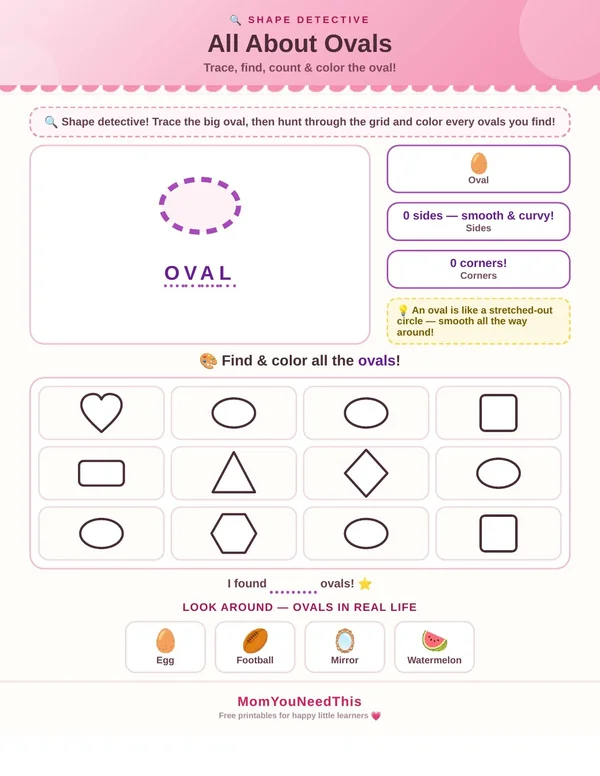 🔍 SHAPE DETECTIVE
All About Ovals
Trace, find, count & color the oval!
🔍 Shape detective! Trace the big oval, then hunt through the grid and color every ovals you find!
OVAL
Oval
0 sides — smooth & curvy!
Sides
0 corners!
Corners
💡 An oval is like a stretched-out
circle — smooth all the way
around!
🎨 Find & color all the ovals!
I found ......... ovals! ⭐
LOOK AROUND — OVALS IN REAL LIFE
Egg
Football
Mirror
Watermelon
MomYouNeedThis
Free printables for happy little learners 💗